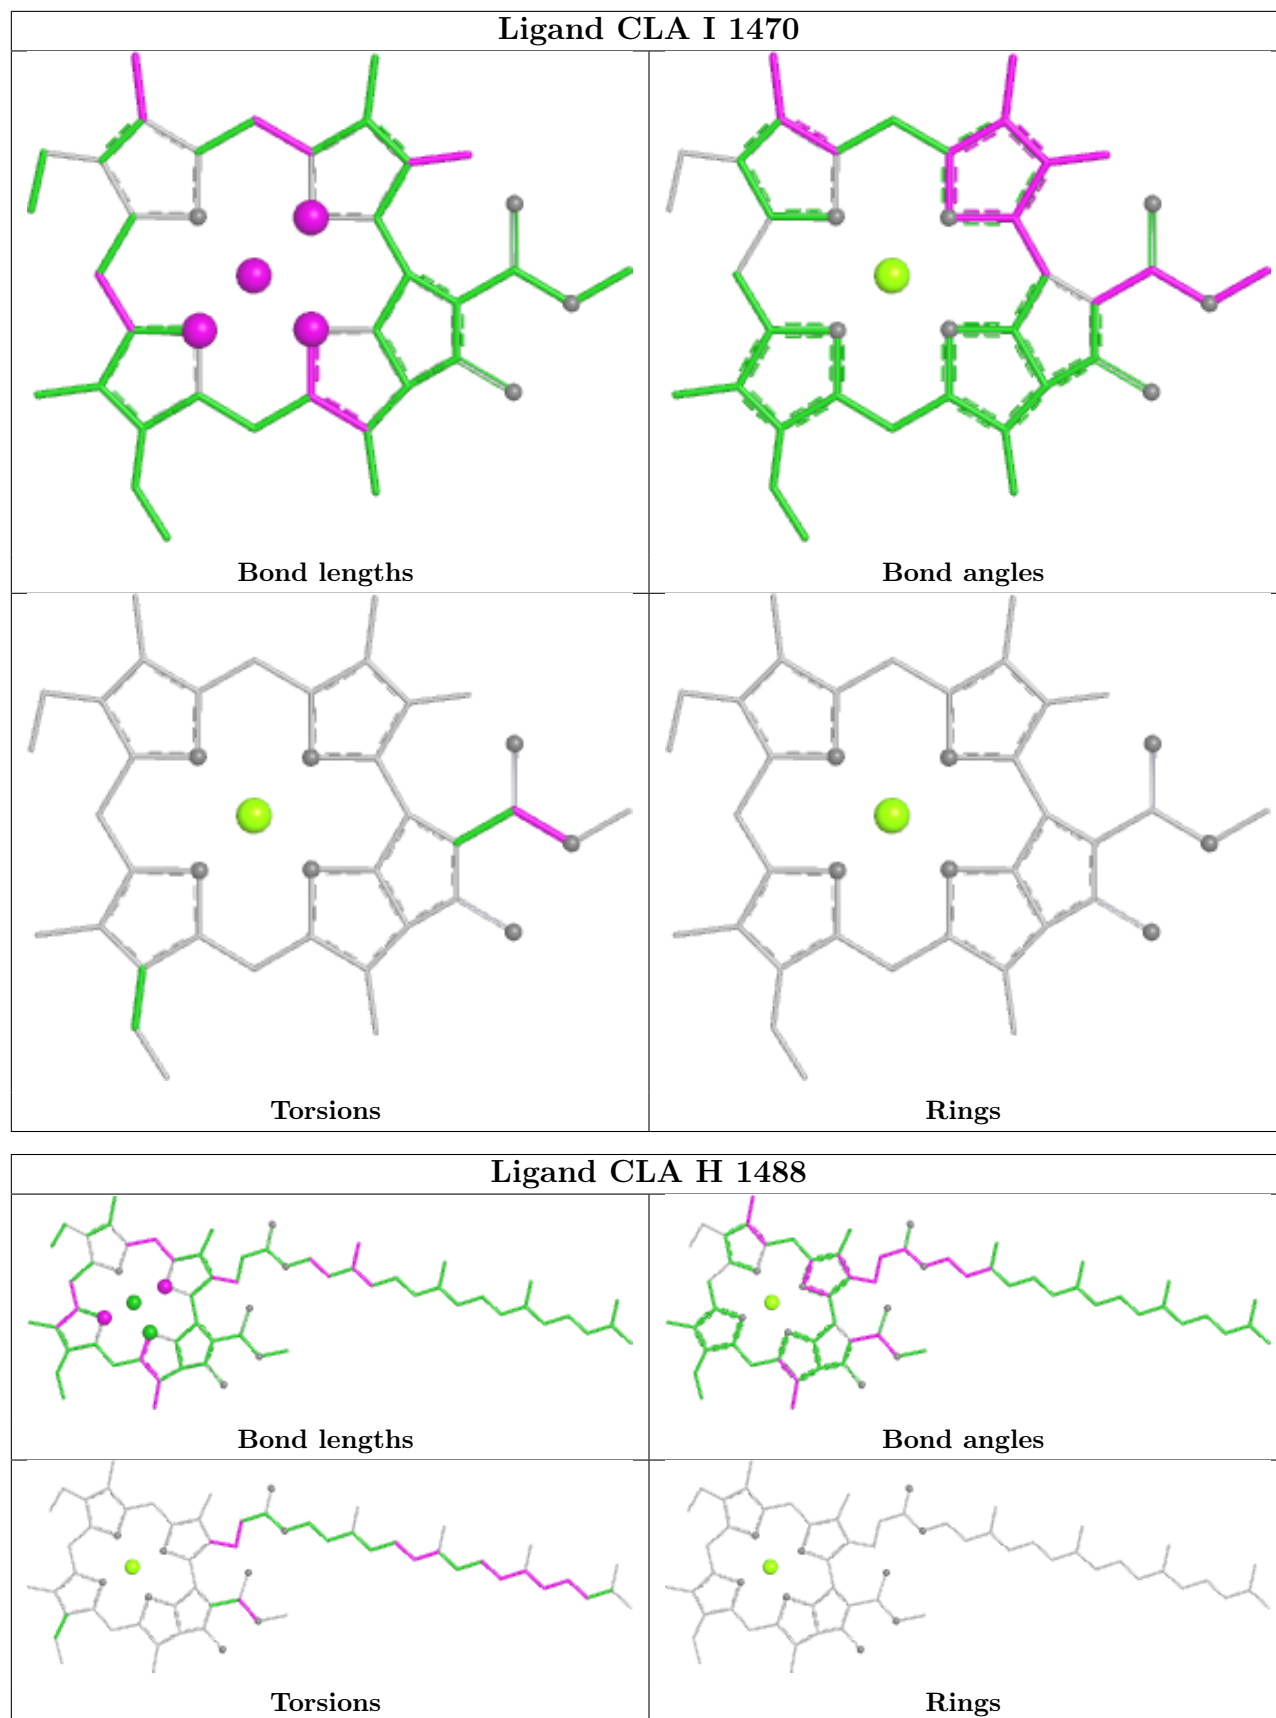 Ligand CLA I 1470
Bond lengths
Bond angles
Torsions
Rings
Ligand CLA H 1488
Bond lengths
Bond angles
Torsions
Rings